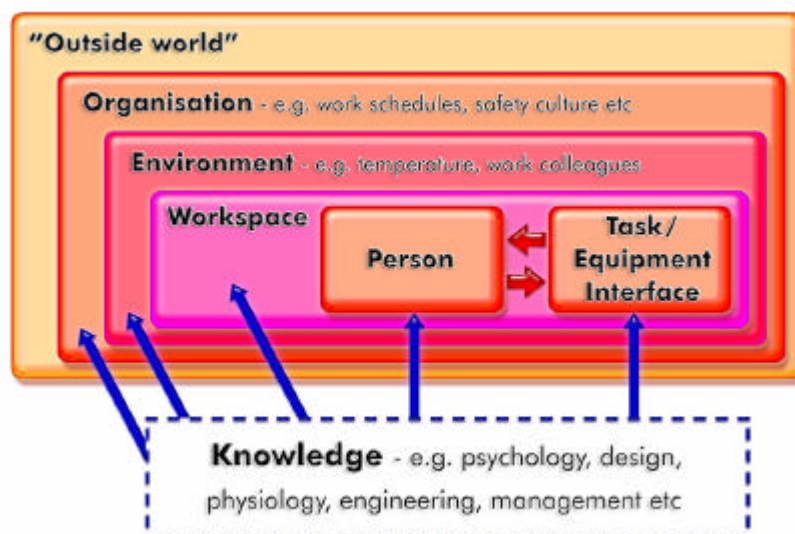 “Outside world”
Organisation - e.g. work schedules, safety culture etc
Environment - e.g. temperature, work colleagues
Workspace
Person
Task/
Equipment
Interface
Knowledge - e.g. psychology, design,
physiology, engineering, management etc